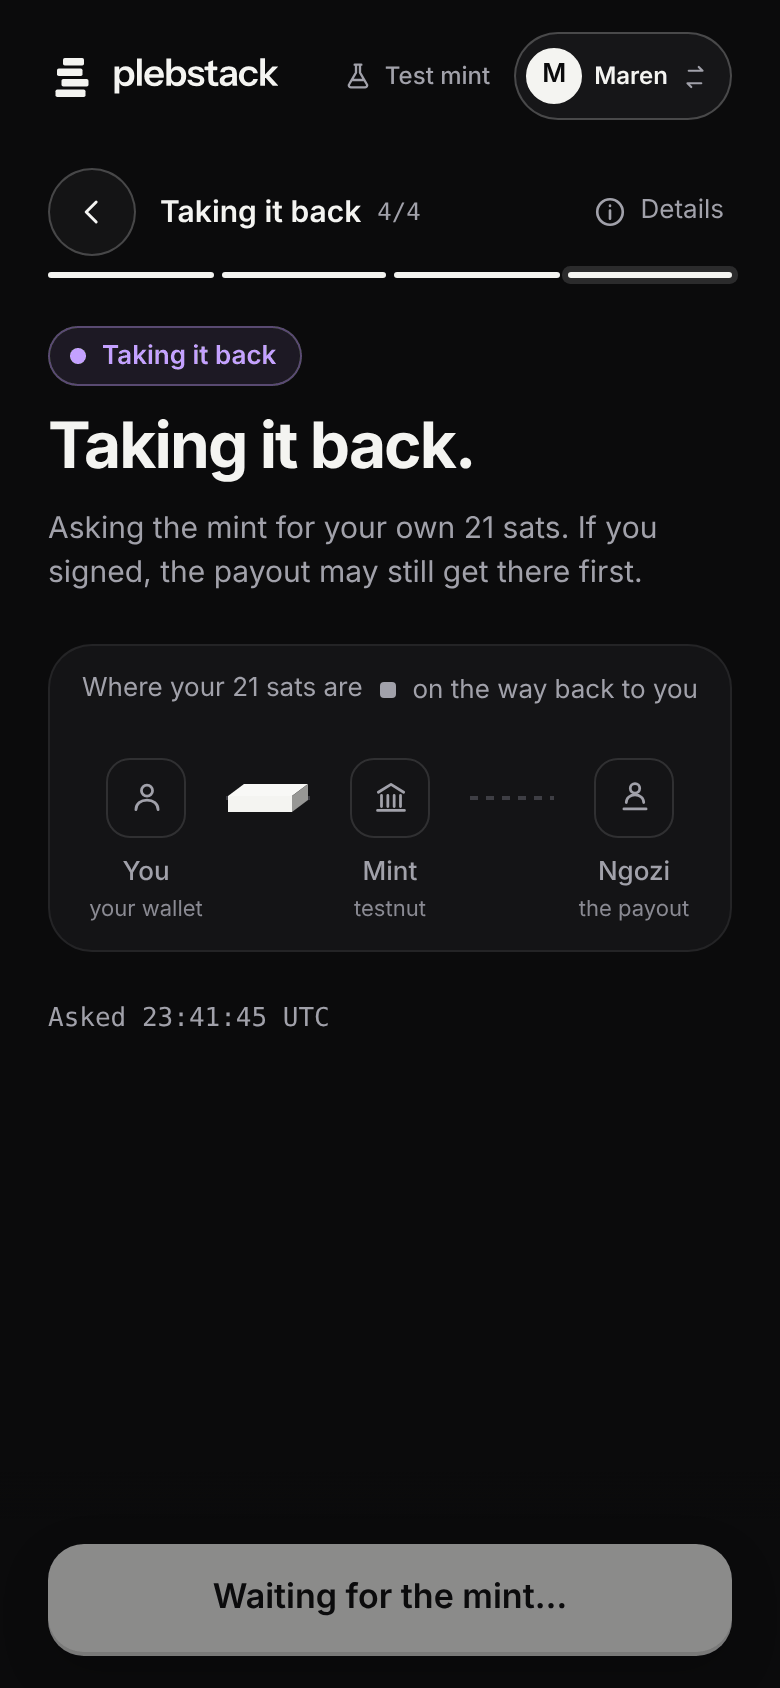 plebstack
Test mint
M
Maren
Taking it back 4/4
Details
Taking it back
Taking it back.
Asking the mint for your own 21 sats. If you
signed, the payout may still get there first.
Where your 21 sats are
on the way back to you
You
Mint
Ngozi
your wallet
testnut
the payout
Asked 23:41:45 UTC
Waiting for the mint...